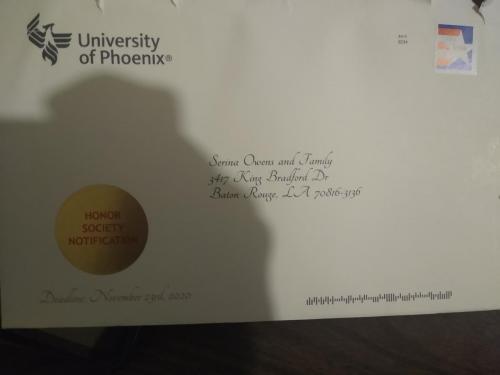 University
of Phoenix®
Serina Owens and Family
3417 King Bradford Dr
Baton Rouge, LA 70816-3136
HONOR
SOCIETY
NOTIFICATION
Deadline: November 23rd, 2020